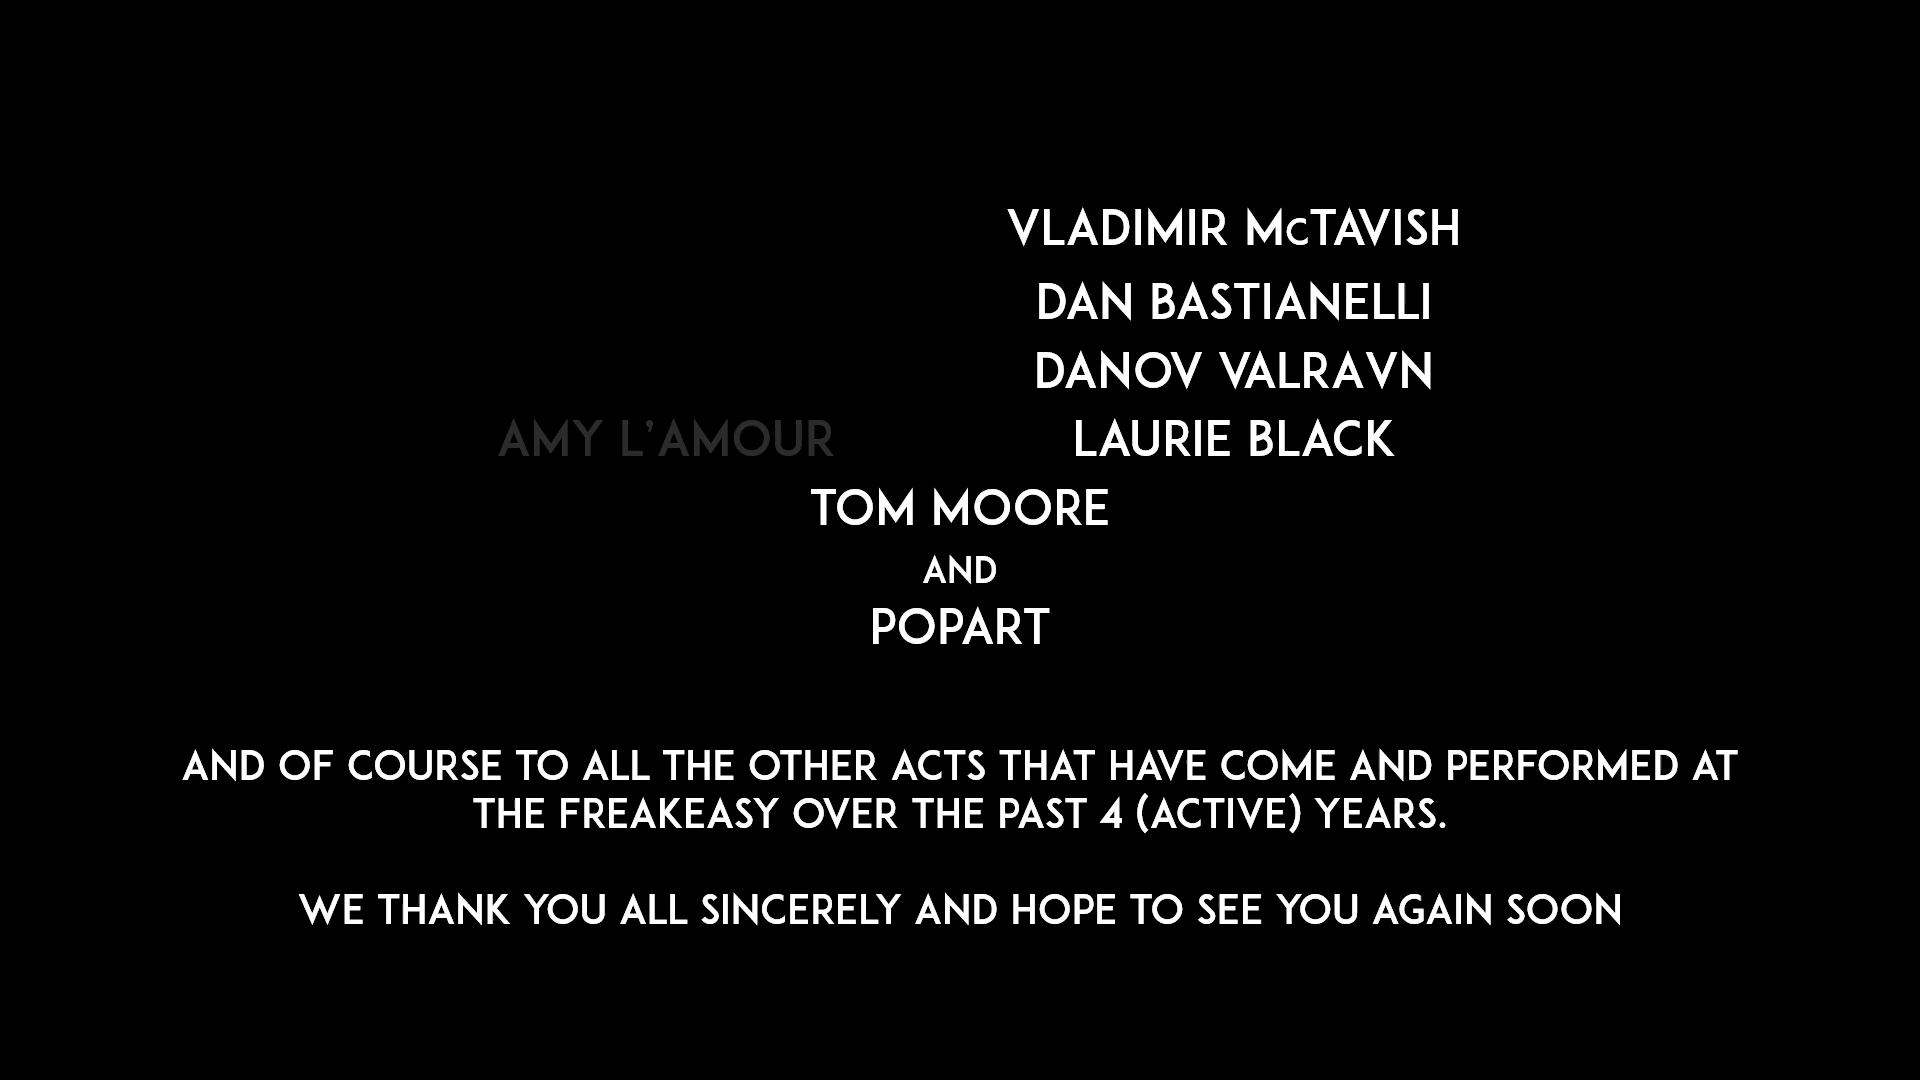 VLADIMIR McTAVISH
DAN BASTIANELLI
DANOV VALRAVN
AMY L'AMOUR LAURIE BLACK
TOM MOORE
AND
POPART
AND OF COURSE TO ALL THE OTHER ACTS THAT HAVE COME AND PERFORMED AT
THE FREAKEASY OVER THE PAST 4 (ACTIVE) YEARS.
WE THANK YOU ALL SINCERELY AND HOPE TO SEE YOU AGAIN SOON